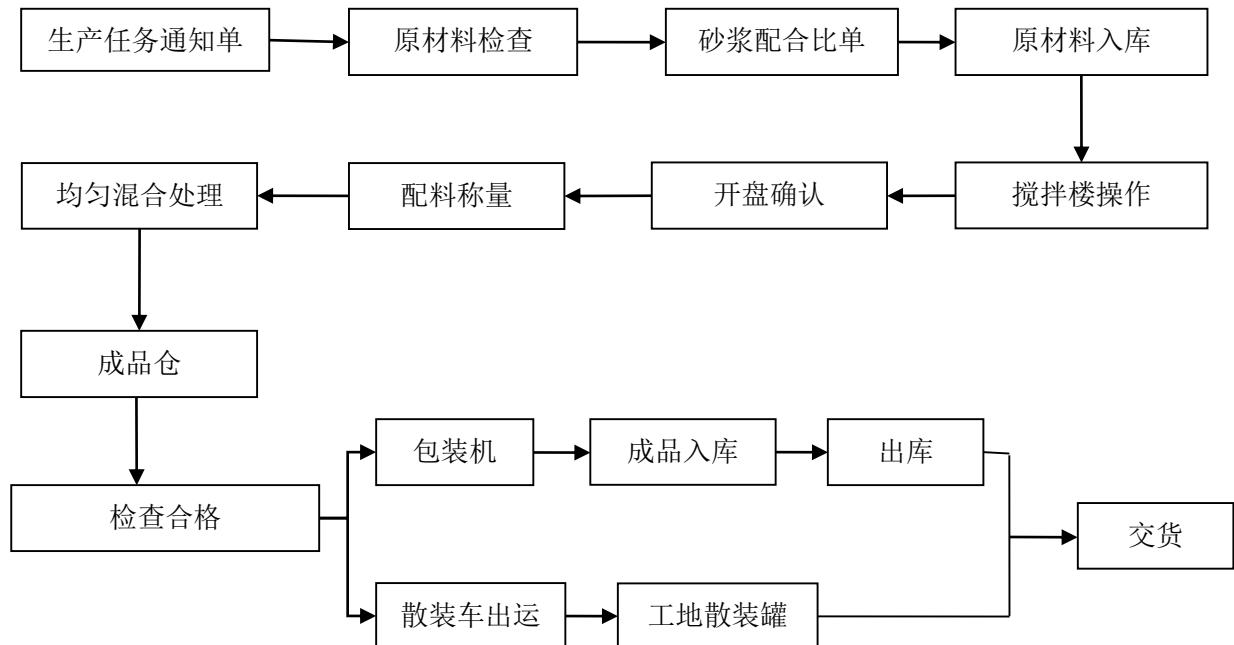 生产任务通知单
原材料检查
砂浆配合比单
原材料入库
均匀混合处理
配料称量
开盘确认
搅拌楼操作
成品仓
包装机
成品入库
出库
检查合格
交货
散装车出运
工地散装罐